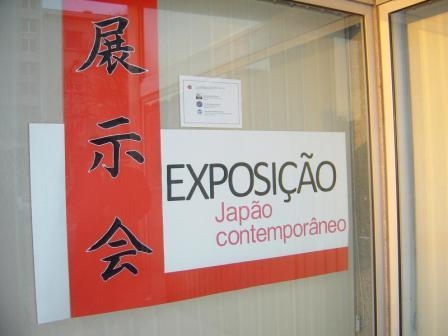 展示会
EXPOSIÇÃO
Japão
contemporâneo